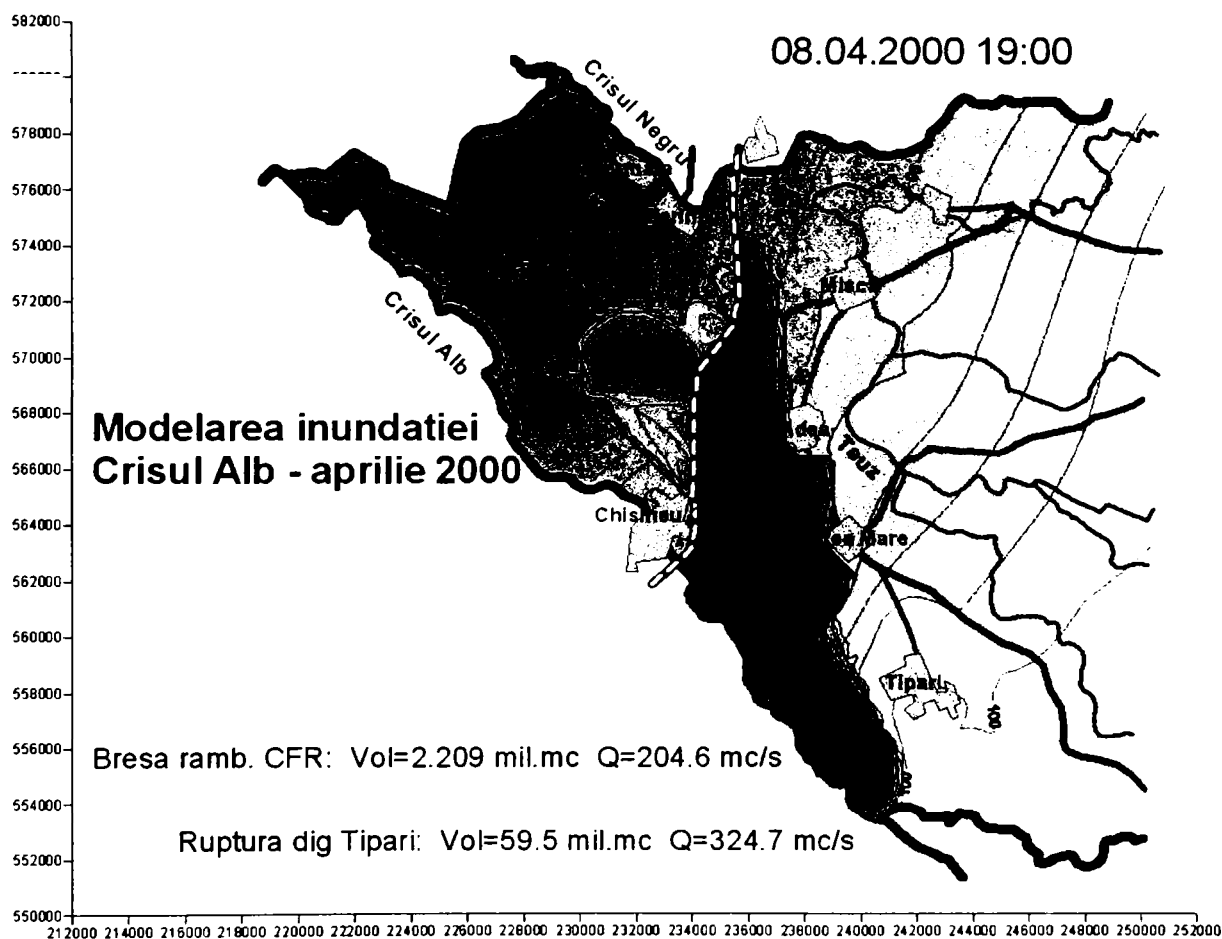 08.04.2000 19:00
Crisul Negru
Crisul Alb
Modelarea inundatiei
Crisul Alb - aprilie 2000
Teuz
Tipari
100
Bresa ramb. CFR: Vol=2.209 mil.mc Q=204.6 mc/s
Ruptura dig Tipari: Vol=59.5 mil.mc Q=324.7 mc/s
582000
578000
576000
574000
572000
570000
568000
566000
564000
562000
560000
558000
556000
554000
552000
550000
212000 214000 216000 218000 220000 222000 224000 226000 228000 230000 232000 234000 236000 238000 240000 242000 244000 246000 248000 250000 252000